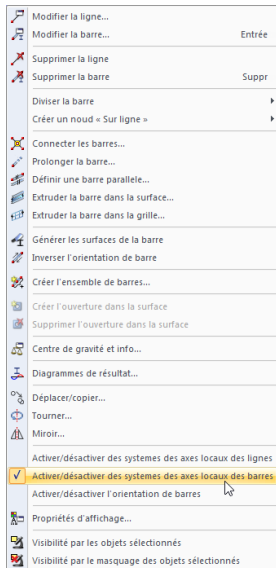 Modifier la ligne...
Modifier la barre... Entrée
Supprimer la ligne
Supprimer la barre Suppr
Diviser la barre
Créer un noud « Sur ligne »
Connecter les barres...
Prolonger la barre...
Définir une barre parallele...
Extruder la barre dans la surface...
Extruder la barre dans la grille...
Générer les surfaces de la barre
Inverser l'orientation de barre
Créer l'ensemble de barres...
Créer l'ouverture dans la surface
Supprimer l'ouverture dans la surface
Centre de gravité et info...
Diagrammes de résultat...
Déplacer/copier...
Tourner...
Miroir...
Activer/désactiver des systemes des axes locaux des lignes
Activer/désactiver des systemes des axes locaux des barres
Activer/désactiver l'orientation de barres
Propriétés d'affichage...
Visibilité par les objets sélectionnés
Visibilité par le masquage des objets sélectionnés